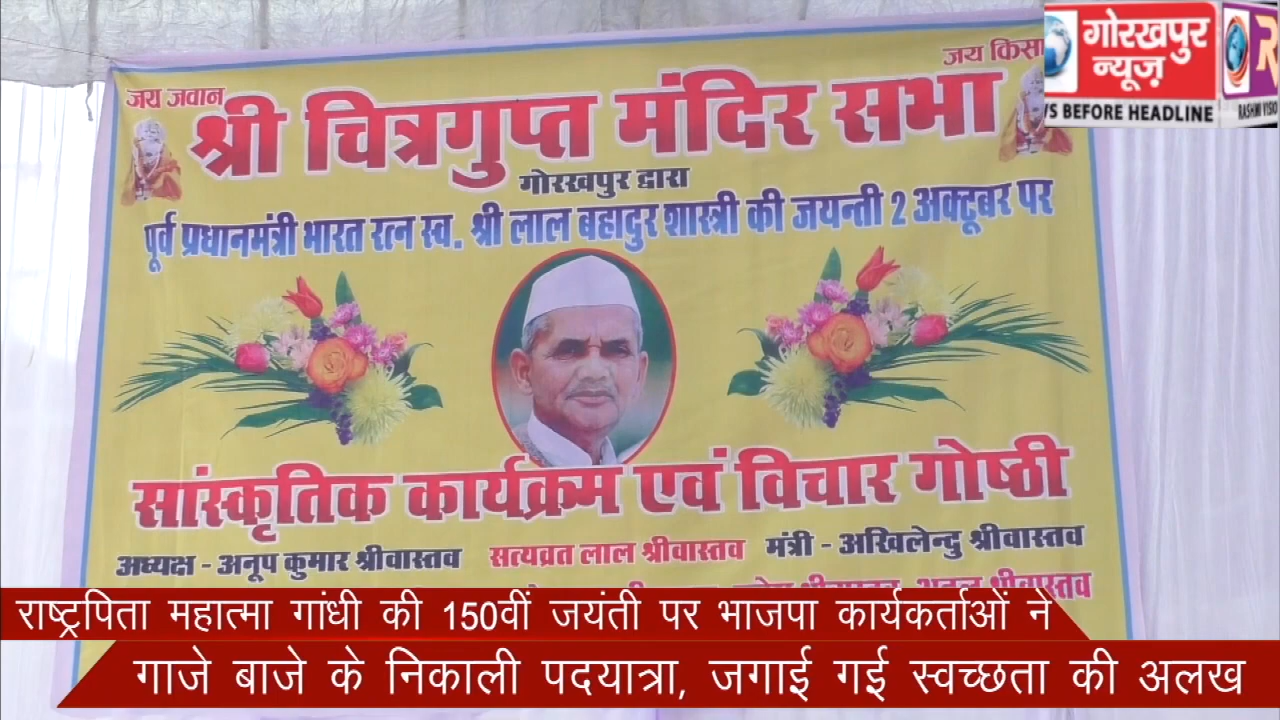 जय जवान
जय किसा
गोरखपुर
न्यूज़
S BEFORE HEADLINE
R
RASHMI VISIO
श्री चित्रगुप्त मंदिर सभा
गोरखपुर द्वारा
पूर्व प्रधानमंत्री भारत रत्न स्व. श्री लाल बहादुर शास्त्री की जयन्ती 2 अक्टूबर पर
सांस्कृतिक कार्यक्रम एवं विचार गोष्ठी
अध्यक्ष - अनूप कुमार श्रीवास्तव सत्यव्रत लाल श्रीवास्तव मंत्री - अखिलेन्दु श्रीवास्तव
राष्ट्रपिता महात्मा गांधी की 150वीं जयंती पर भाजपा कार्यकर्ताओं ने
गाजे बाजे के निकाली पदयात्रा, जगाई गई स्वच्छता की अलख